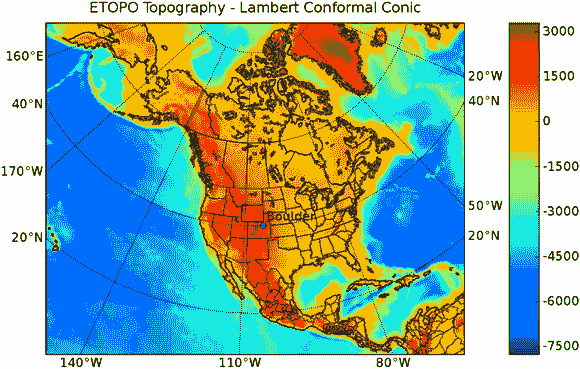 ETOPO Topography - Lambert Conformal Conic
160°E
40°N
170°W
20°N
140°W
110°W
80°W
20°W
40°N
50°W
20°N
Boulder
3000
1500
0
-1500
-3000
-4500
-6000
-7500